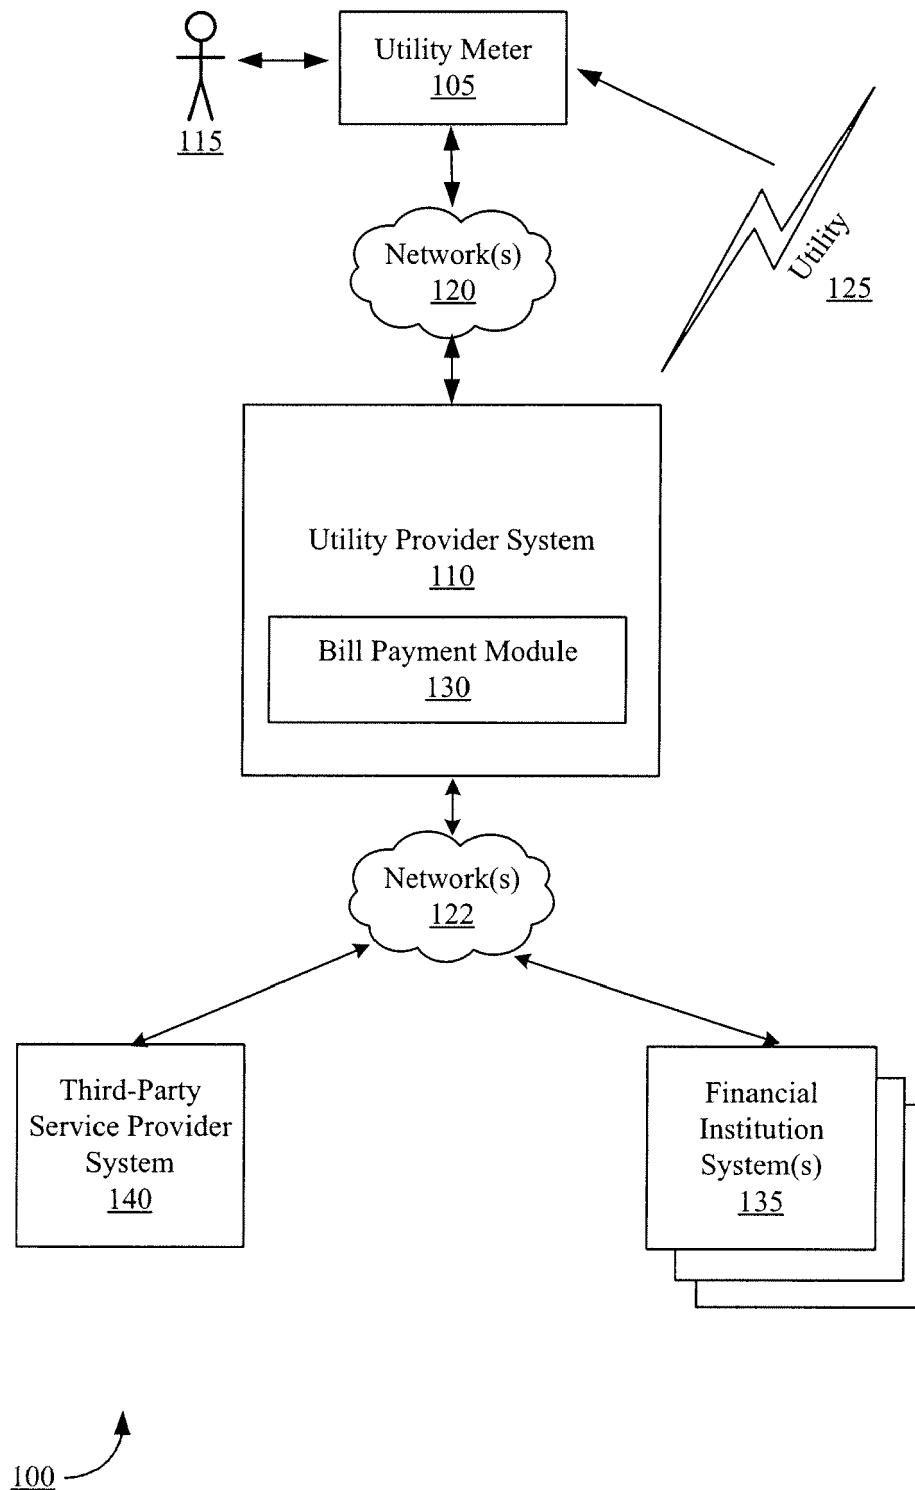 Utility Meter
105
115
Network(s)
120
Utility
125
Utility Provider System
110
Bill Payment Module
130
Network(s)
122
Third-Party
Service Provider
System
140
Financial
Institution
System(s)
135
100